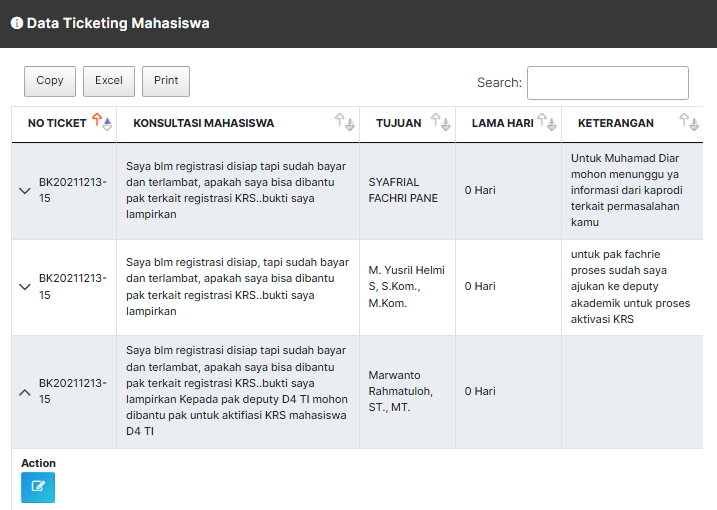 Data Ticketing Mahasiswa
Copy Excel Print
Search:
NO TICKET KONSULTASI MAHASISWA TUJUAN LAMA HARI KETERANGAN
BK20211213-
15
Saya blm registrasi disiap tapi sudah bayar
dan terlambat, apakah saya bisa dibantu
pak terkait registrasi KRS..bukti saya
lampirkan
SYAFRIAL
FACHRI PANE
0 Hari
Untuk Muhamad Diar
mohon menunggu ya
informasi dari kaprodi
terkait permasalahan
kamu
BK20211213-
15
Saya blm registrasi disiap, tapi sudah bayar
dan terlambat, apakah saya bisa dibantu
pak terkait registrasi KRS..bukti saya
lampirkan
M. Yusril Helmi
S, S.Kom.,
M.Kom.
0 Hari
untuk pak fachrie
proses sudah saya
ajukan ke deputy
akademik untuk proses
aktivasi KRS
BK20211213-
15
Saya blm registrasi disiap tapi sudah bayar
dan terlambat, apakah saya bisa dibantu
pak terkait registrasi KRS..bukti saya
lampirkan Kepada pak deputy D4 TI mohon
dibantu pak untuk aktifiasi KRS mahasiswa
D4 TI
Marwanto
Rahmatuloh,
ST., MT.
0 Hari
Action